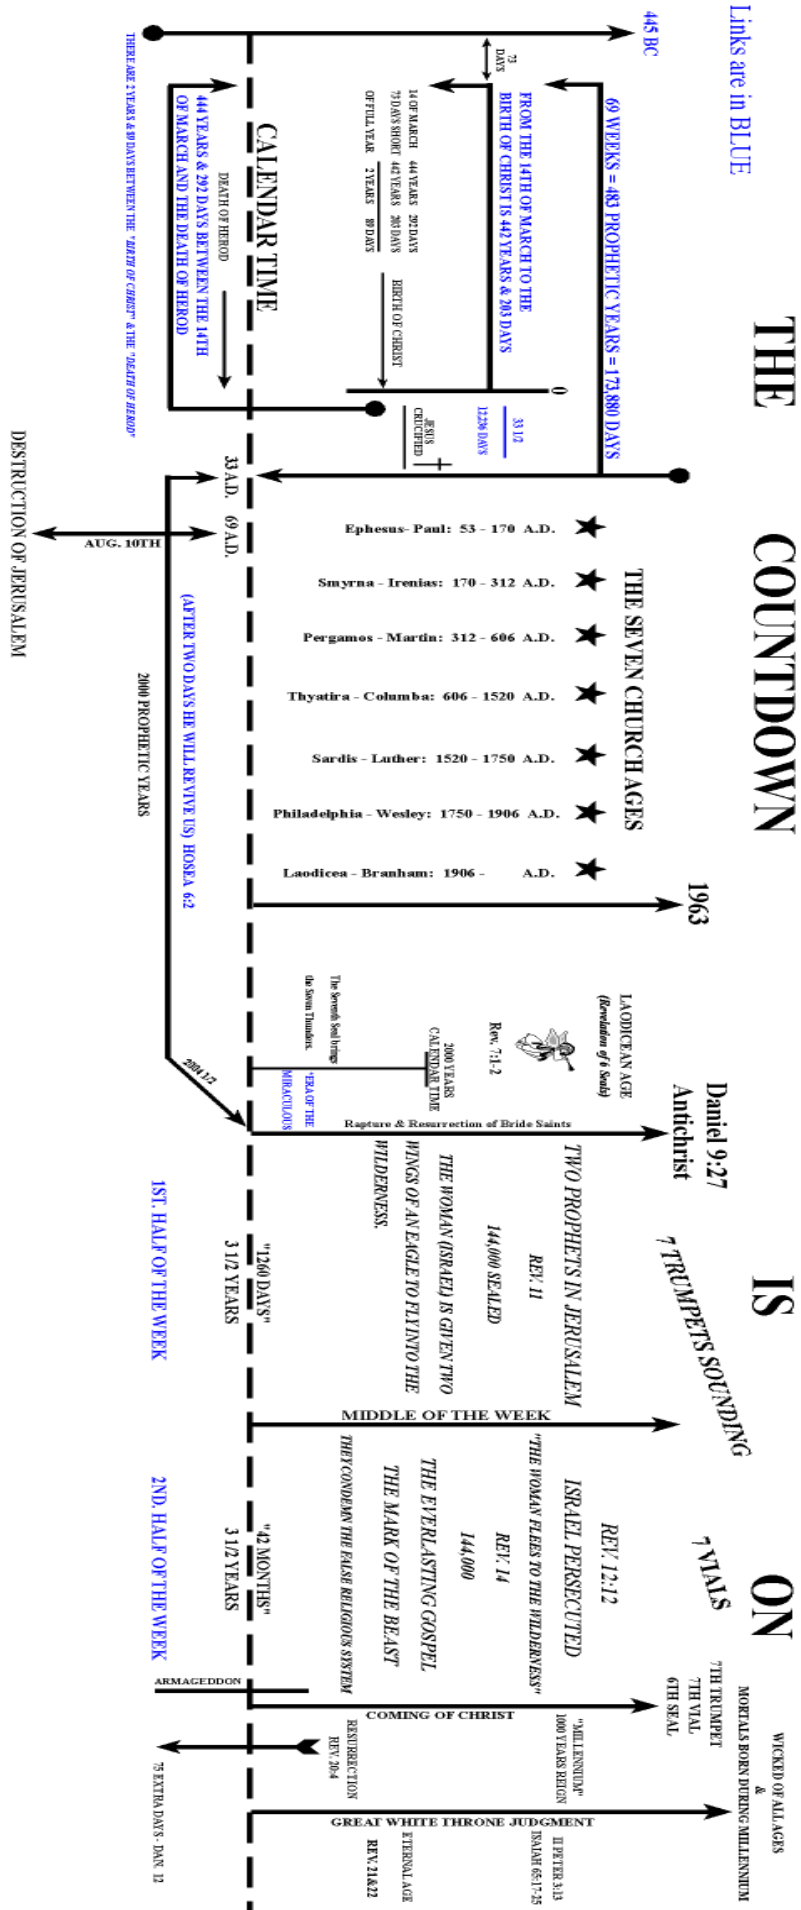 THE COUNTDOWN IS ON
Links are in BLUE
445 BC
73
DAYS
69 WEEKS = 483 PROPHETIC YEARS = 173,880 DAYS
FROM THE 14TH OF MARCH TO THE
BIRTH OF CHRIST IS 442 YEARS & 203 DAYS
14 OF MARCH 444 YEARS 292 DAYS
73 DAYS SHORT 442 YEARS 203 DAYS
OF FULL YEAR 2 YEARS 89 DAYS
BIRTH OF CHRIST
0
33 1/2
12,236 DAYS
JESUS
CRUCIFIED
CALENDAR TIME
DEATH OF HEROD
444 YEARS & 292 DAYS BETWEEN THE 14TH
OF MARCH AND THE DEATH OF HEROD
THERE ARE 2 YEARS & 89 DAYS BETWEEN THE "BIRTH OF CHRIST" & THE "DEATH OF HEROD"
33 A.D.
69 A.D.
AUG. 10TH
DESTRUCTION OF JERUSALEM
THE SEVEN CHURCH AGES
Ephesus- Paul: 53 - 170 A.D.
Smyrna - Irenias: 170 - 312 A.D.
Pergamos - Martin: 312 - 606 A.D.
Thyatira - Columba: 606 - 1520 A.D.
Sardis - Luther: 1520 - 1750 A.D.
Philadelphia - Wesley: 1750 - 1906 A.D.
Laodicea - Branham: 1906 - A.D.
(AFTER TWO DAYS HE WILL REVIVE US) HOSEA 6:2
2000 PROPHETIC YEARS
2004 1/2
1963
LAODICEAN AGE
(Revelation of 6 Seals)
Rev. 7:1-2
2000 YEARS
CALENDAR TIME
The Seventh Seal brings
the Seven Thunders.
"ERA OF THE
MIRACULOUS
Daniel 9:27
Antichrist
Rapture & Resurrection of Bride Saints
7 TRUMPETS SOUNDING
TWO PROPHETS IN JERUSALEM
REV. 11
144,000 SEALED
THE WOMAN (ISRAEL) IS GIVEN TWO
WINGS OF AN EAGLE TO FLY INTO THE
WILDERNESS.
"1260 DAYS"
3 1/2 YEARS
1ST. HALF OF THE WEEK
MIDDLE OF THE WEEK
7 VIALS
REV. 12:12
ISRAEL PERSECUTED
"THE WOMAN FLEES TO THE WILDERNESS"
REV. 14
144,000
THE EVERLASTING GOSPEL
THE MARK OF THE BEAST
THEY CONDEMN THE FALSE RELIGIOUS SYSTEM
"42 MONTHS"
3 1/2 YEARS
2ND. HALF OF THE WEEK
ARMAGEDDON
7TH TRUMPET
7TH VIAL
6TH SEAL
COMING OF CHRIST
"MILLENNIUM"
1000 YEARS REIGN
RESURRECTION
REV. 20:4
75 EXTRA DAYS - DAN. 12
WICKED OF ALL AGES
&
MORTALS BORN DURING MILLENNIUM
GREAT WHITE THRONE JUDGMENT
II PETER 3:13
ISAIAH 65:17-25
ETERNAL AGE
REV. 21&22